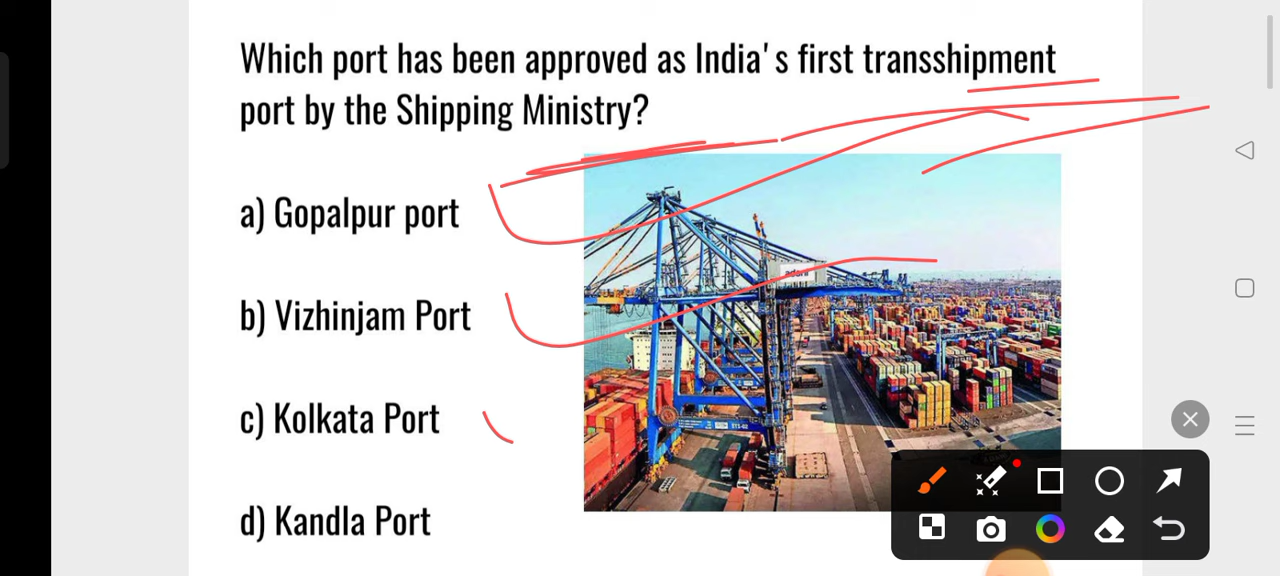 Which port has been approved as India's first transshipment
port by the Shipping Ministry?
a) Gopalpur port
b) Vizhinjam Port
c) Kolkata Port
d) Kandla Port
adani